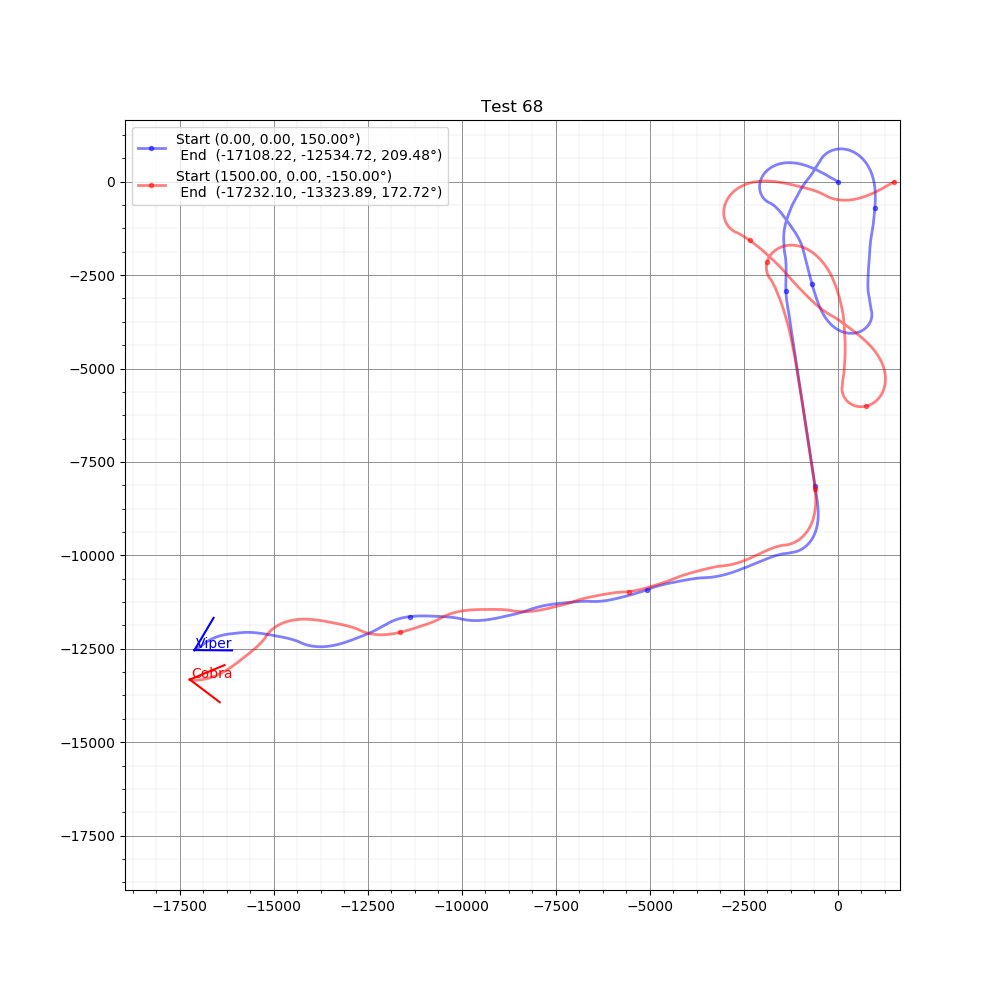 Test 68
Start (0.00, 0.00, 150.00°)
End  (-17108.22, -12534.72, 209.48°)
Start (1500.00, 0.00, -150.00°)
End  (-17232.10, -13323.89, 172.72°)
0
−2500
−5000
−7500
−10000
−12500
−15000
−17500
Viper
Cobra
−17500 −15000 −12500 −10000 −7500 −5000 −2500 0